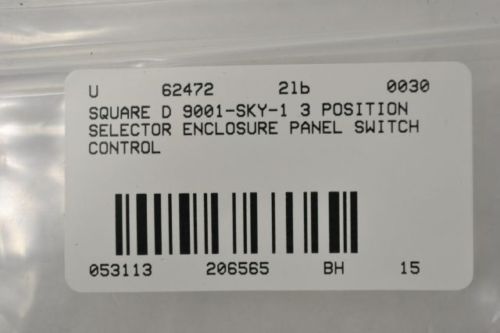 U 62472 21b 0030
SQUARE D 9001-SKY-1 3 POSITION
SELECTOR ENCLOSURE PANEL SWITCH
CONTROL
053113 206565 BH 15